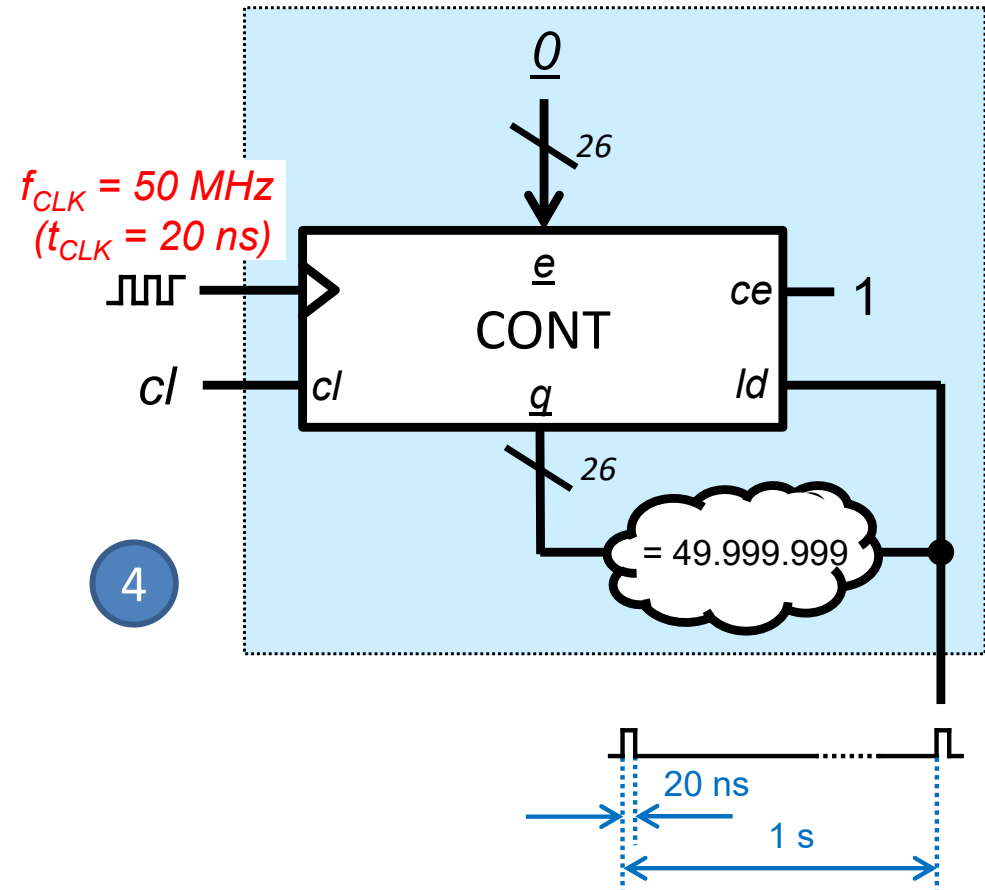 0
26
f_CLK = 50 MHz
(t_CLK = 20 ns)
e
ce
1
CONT
cl
cl
q
ld
26
= 49.999.999
4
20 ns
1 s